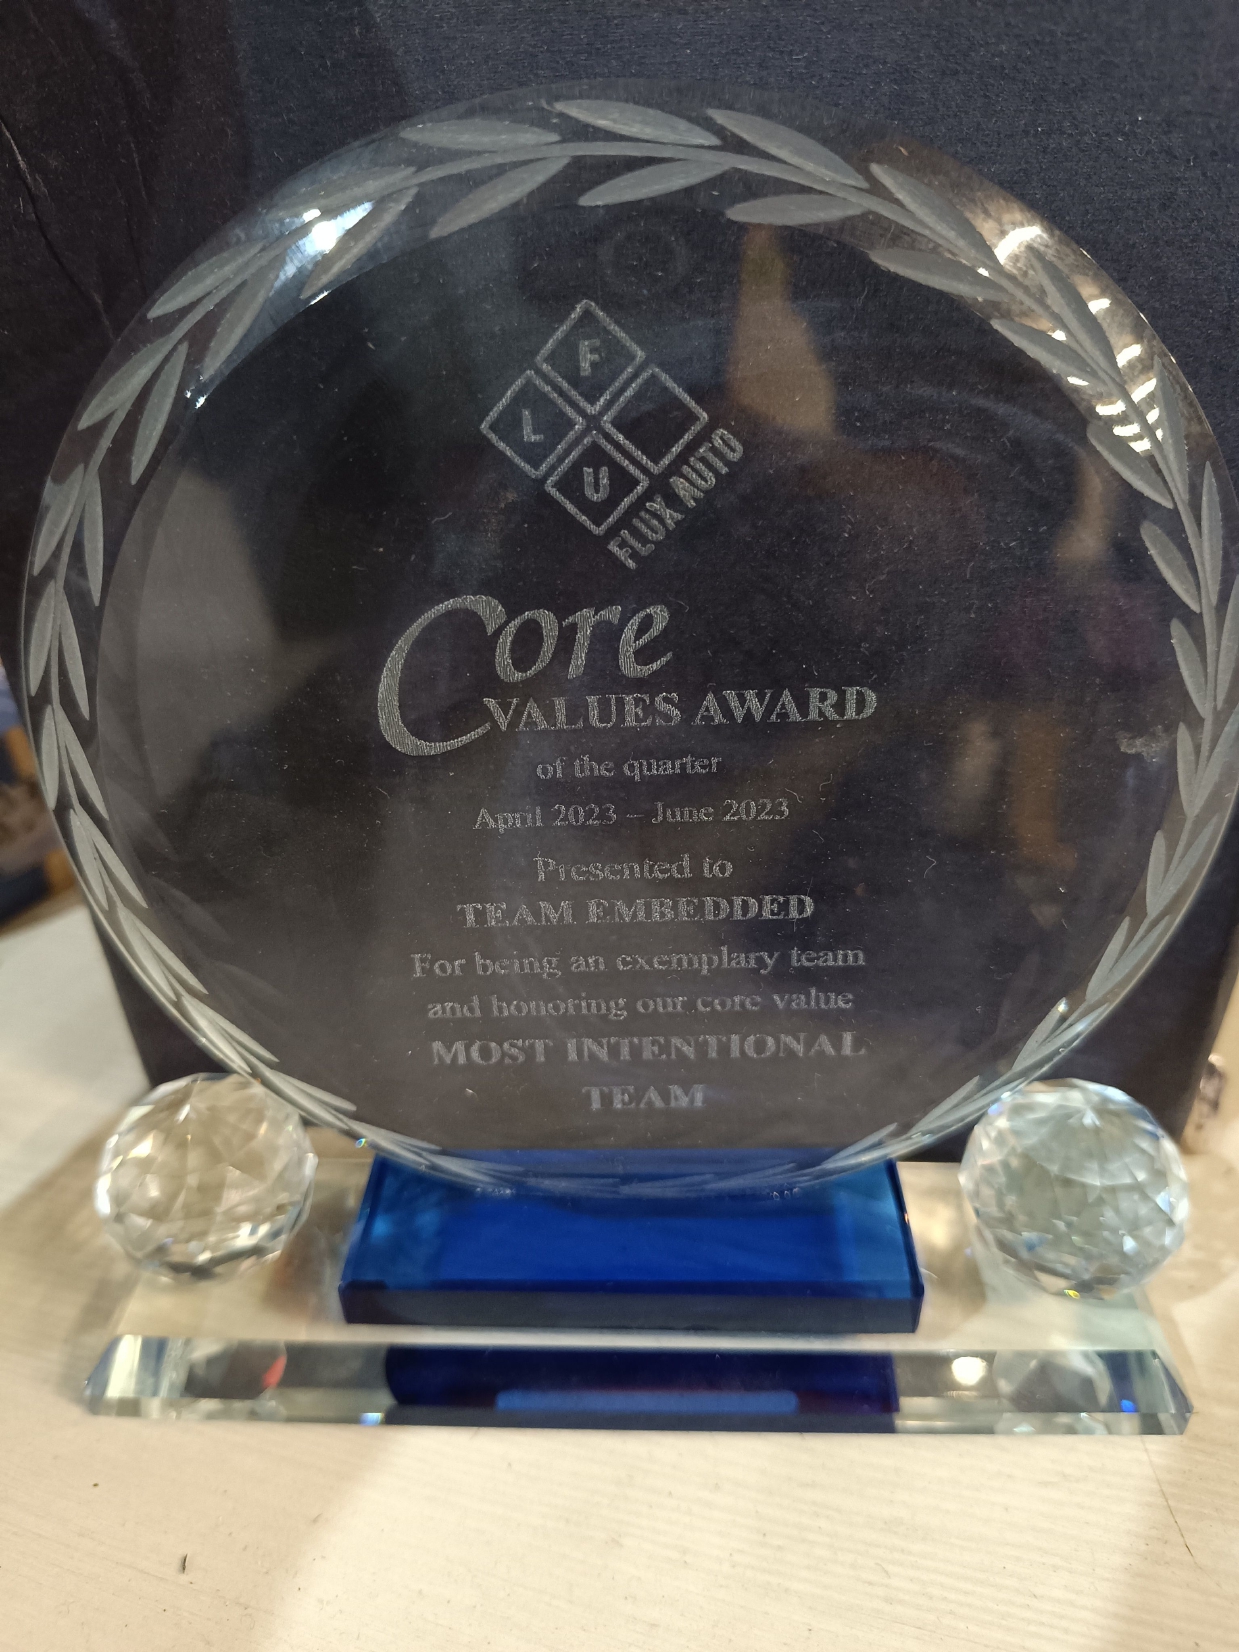 F
L
U
FLUX AUTO
Core
VALUES AWARD
of the quarter
April 2023 – June 2023
Presented to
TEAM EMBEDDED
For being an exemplary team
and honoring our core value
MOST INTENTIONAL
TEAM